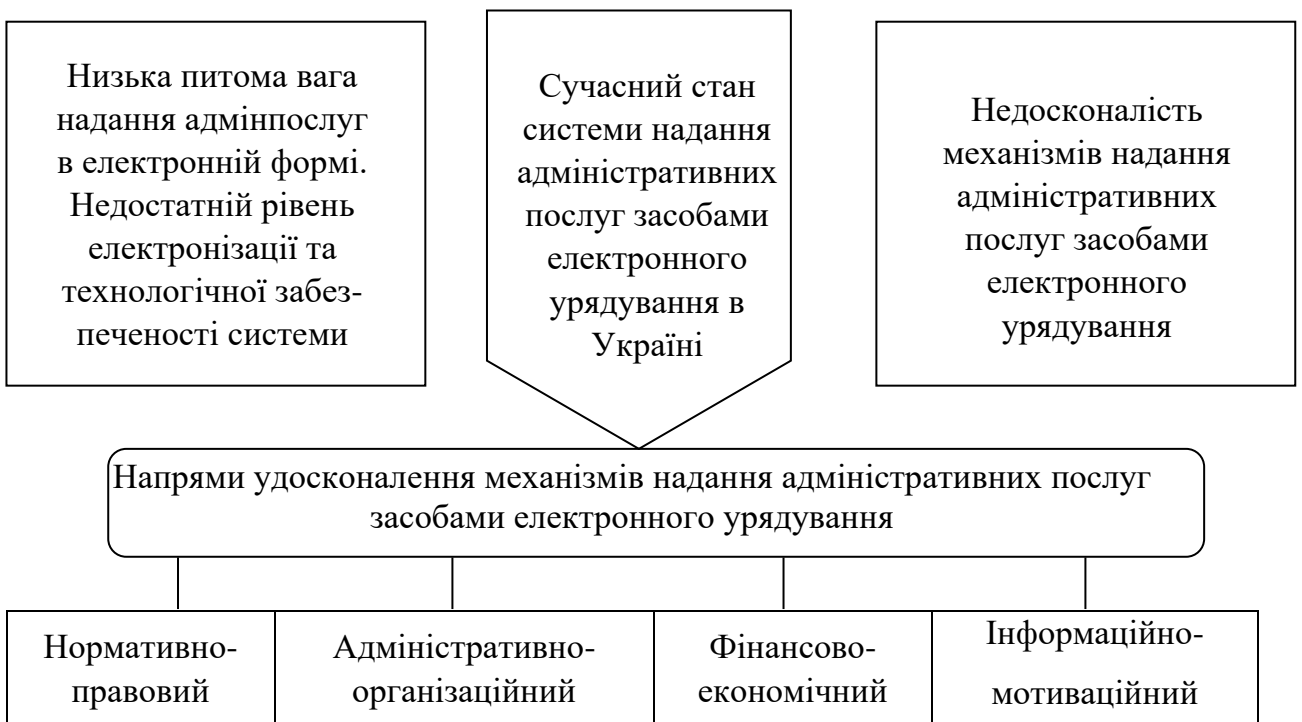 Низька питома вага
надання адмінпослуг
в електронній формі.
Недостатній рівень
електронізації та
технологічної забез-
печеності системи
Сучасний стан
системи надання
адміністративних
послуг засобами
електронного
урядування в
Україні
Недосконалість
механізмів надання
адміністративних
послуг засобами
електронного
урядування
Напрями удосконалення механізмів надання адміністративних послуг
засобами електронного урядування
Нормативно-
правовий
Адміністративно-
організаційний
Фінансово-
економічний
Інформаційно-
мотиваційний